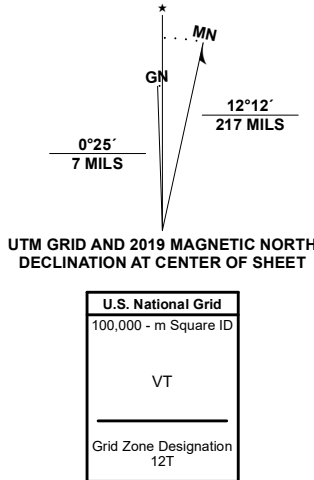 ★
MN
GN
12°12´
217 MILS
0°25´
7 MILS
UTM GRID AND 2019 MAGNETIC NORTH
DECLINATION AT CENTER OF SHEET
U.S. National Grid
100,000 - m Square ID
VT
Grid Zone Designation
12T